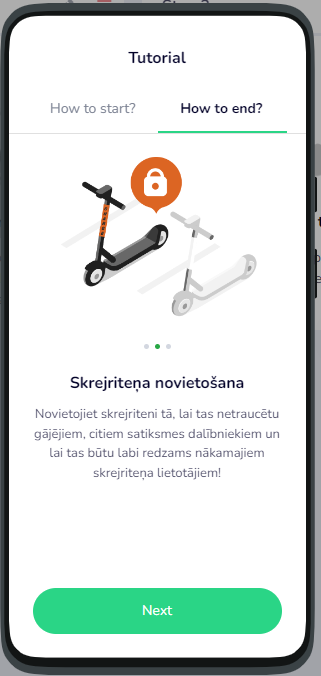 Tutorial
How to start?
How to end?
Skrejriteņa novietošana
Novietojiet skrejriteni tā, lai tas netraucētu
gājējiem, citiem satiksmes dalībniekiem un
lai tas būtu labi redzams nākamajiem
skrejriteņa lietotājiem!
Next